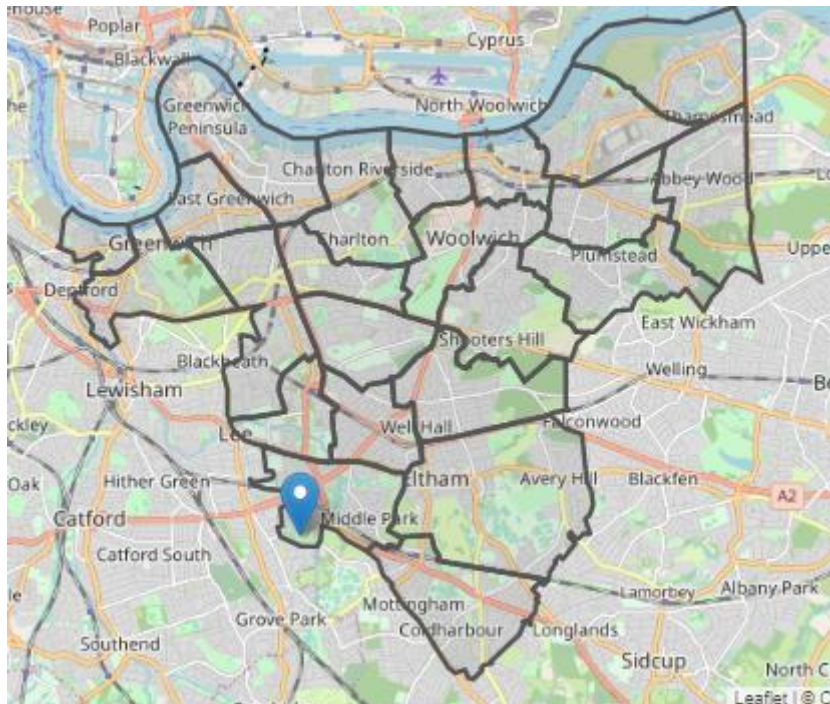 Poplar
Cyprus
Blackwall
Greenwich
Peninsula
North Woolwich
Thamesmead
Charlton Riverside
Abbey Wood
East Greenwich
Greenwich
Charlton
Woolwich
Plumstead
Uppe
Deptford
East Wickham
Shooters Hill
Blackheath
Welling
Lewisham
ckley
Lee
Well Hall
Falconwood
Oak
Hither Green
Eltham
Avery Hill
Blackfen
A2
Catford
Middle Park
Catford South
Lamorbey
Albany Park
Mottingham
Grove Park
Coldharbour
Longlands
Southend
Sidcup
North C
Leaflet | ©